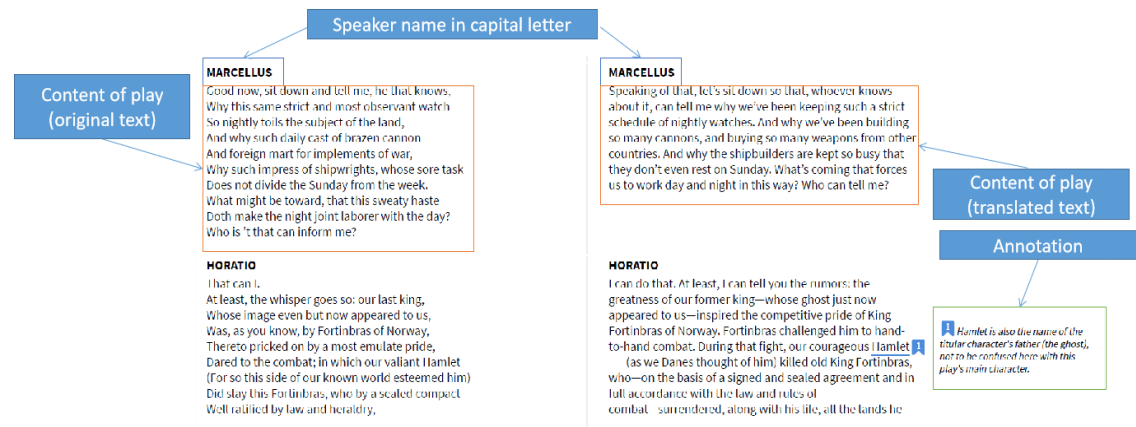 Speaker name in capital letter
Content of play
(original text)
MARCELLUS
Good now, sit down and tell me, he that knows,
Why this same strict and most observant watch
So nightly toils the subject of the land,
And why such daily cast of brazen cannon
And foreign mart for implements of war,
Why such impress of shipwrights, whose sore task
Does not divide the Sunday from the week.
What might be toward, that this sweaty haste
Doth make the night joint laborer with the day?
Who is 't that can inform me?
HORATIO
That can I.
At least, the whisper goes so: our last king,
Whose image even but now appeared to us,
Was, as you know, by Fortinbras of Norway,
Thereto pricked on by a most emulate pride,
Dared to the combat; in which our valiant Hamlet
(For so this side of our known world esteemed him)
Did slay this Fortinbras, who by a sealed compact
Well ratified by law and heraldry,
MARCELLUS
Speaking of that, let's sit down so that, whoever knows
about it, can tell me why we've been keeping such a strict
schedule of nightly watches. And why we've been building
so many cannons, and buying so many weapons from other
countries. And why the shipbuilders are kept so busy that
they don't even rest on Sunday. What's coming that forces
us to work day and night in this way? Who can tell me?
HORATIO
I can do that. At least, I can tell you the rumors: the
greatness of our former king—whose ghost just now
appeared to us—inspired the competitive pride of King
Fortinbras of Norway. Fortinbras challenged him to hand-
to-hand combat. During that fight, our courageous Hamlet 1
(as we Danes thought of him) killed old King Fortinbras,
who—on the basis of a signed and sealed agreement and in
full accordance with the law and rules of
combat—surrendered, along with his life, all the lands he
Content of play
(translated text)
Annotation
1 Hamlet is also the name of the
titular character's father (the ghost),
not to be confused here with this
play's main character.